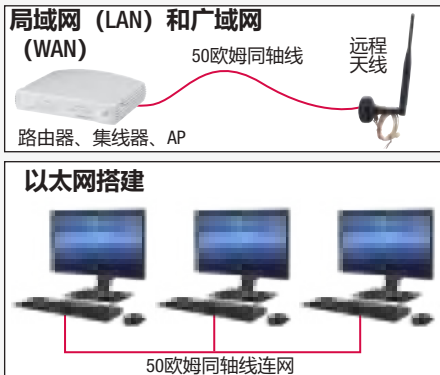 局域网（LAN）和广域网
（WAN）
50欧姆同轴线
远程
天线
路由器、集线器、AP
以太网搭建
50欧姆同轴线连网